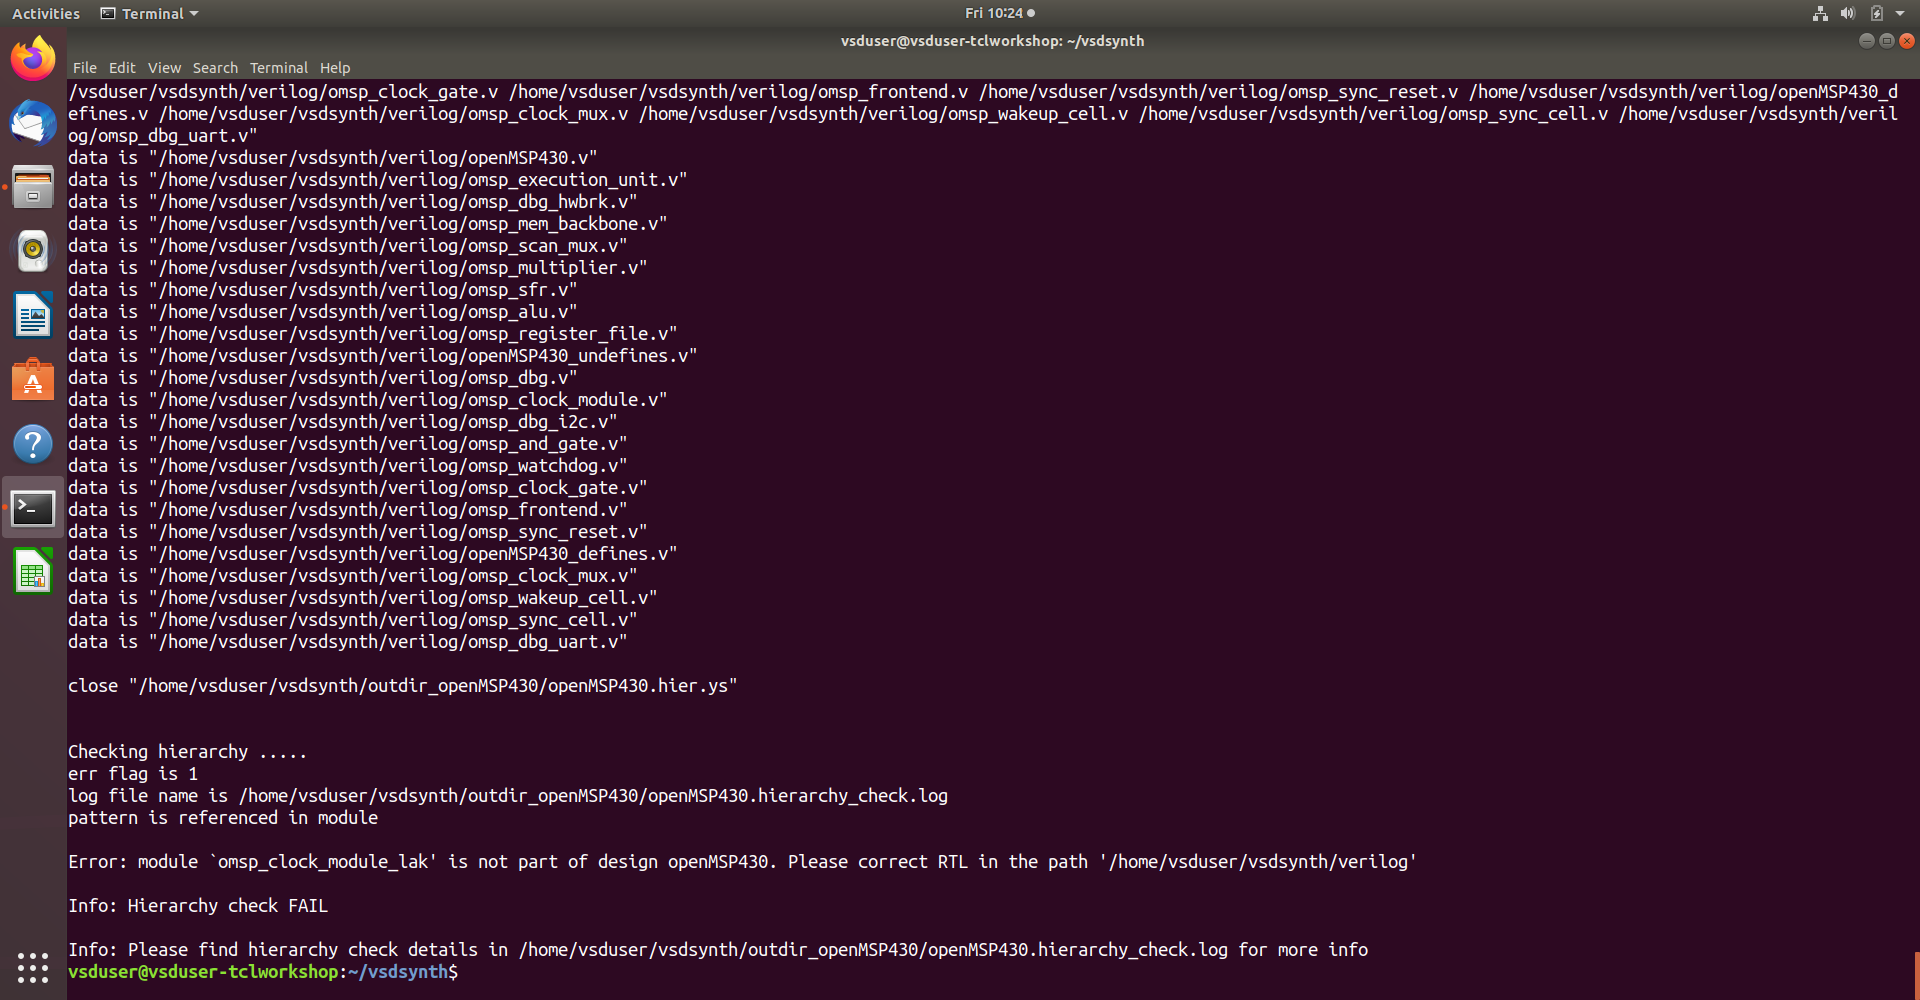 Activities Terminal Fri 10:24
vsduser@vsduser-tclworkshop: ~/vsdsynth
File Edit View Search Terminal Help
/vsduser/vsdsynth/verilog/omsp_clock_gate.v /home/vsduser/vsdsynth/verilog/omsp_frontend.v /home/vsduser/vsdsynth/verilog/omsp_sync_reset.v /home/vsduser/vsdsynth/verilog/openMSP430_d
efines.v /home/vsduser/vsdsynth/verilog/omsp_clock_mux.v /home/vsduser/vsdsynth/verilog/omsp_wakeup_cell.v /home/vsduser/vsdsynth/verilog/omsp_sync_cell.v /home/vsduser/vsdsynth/veril
og/omsp_dbg_uart.v"
data is "/home/vsduser/vsdsynth/verilog/openMSP430.v"
data is "/home/vsduser/vsdsynth/verilog/omsp_execution_unit.v"
data is "/home/vsduser/vsdsynth/verilog/omsp_dbg_hwbrk.v"
data is "/home/vsduser/vsdsynth/verilog/omsp_mem_backbone.v"
data is "/home/vsduser/vsdsynth/verilog/omsp_scan_mux.v"
data is "/home/vsduser/vsdsynth/verilog/omsp_multiplier.v"
data is "/home/vsduser/vsdsynth/verilog/omsp_sfr.v"
data is "/home/vsduser/vsdsynth/verilog/omsp_alu.v"
data is "/home/vsduser/vsdsynth/verilog/omsp_register_file.v"
data is "/home/vsduser/vsdsynth/verilog/openMSP430_undefines.v"
data is "/home/vsduser/vsdsynth/verilog/omsp_dbg.v"
data is "/home/vsduser/vsdsynth/verilog/omsp_clock_module.v"
data is "/home/vsduser/vsdsynth/verilog/omsp_dbg_i2c.v"
data is "/home/vsduser/vsdsynth/verilog/omsp_and_gate.v"
data is "/home/vsduser/vsdsynth/verilog/omsp_watchdog.v"
data is "/home/vsduser/vsdsynth/verilog/omsp_clock_gate.v"
data is "/home/vsduser/vsdsynth/verilog/omsp_frontend.v"
data is "/home/vsduser/vsdsynth/verilog/omsp_sync_reset.v"
data is "/home/vsduser/vsdsynth/verilog/openMSP430_defines.v"
data is "/home/vsduser/vsdsynth/verilog/omsp_clock_mux.v"
data is "/home/vsduser/vsdsynth/verilog/omsp_wakeup_cell.v"
data is "/home/vsduser/vsdsynth/verilog/omsp_sync_cell.v"
data is "/home/vsduser/vsdsynth/verilog/omsp_dbg_uart.v"
close "/home/vsduser/vsdsynth/outdir_openMSP430/openMSP430.hier.ys"
Checking hierarchy .....
err flag is 1
log file name is /home/vsduser/vsdsynth/outdir_openMSP430/openMSP430.hierarchy_check.log
pattern is referenced in module
Error: module `omsp_clock_module_lak' is not part of design openMSP430. Please correct RTL in the path '/home/vsduser/vsdsynth/verilog'
Info: Hierarchy check FAIL
Info: Please find hierarchy check details in /home/vsduser/vsdsynth/outdir_openMSP430/openMSP430.hierarchy_check.log for more info
vsduser@vsduser-tclworkshop:~/vsdsynth$